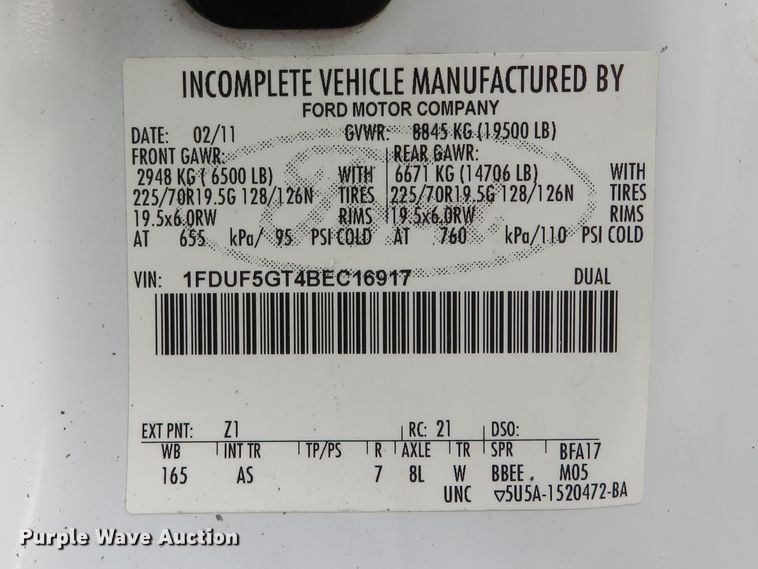 INCOMPLETE VEHICLE MANUFACTURED BY
FORD MOTOR COMPANY
DATE: 02/11 GVWR: 8845 KG (19500 LB)
FRONT GAWR: REAR GAWR:
2948 KG ( 6500 LB) WITH 6671 KG (14706 LB) WITH
225/70R19.5G 128/126N TIRES 225/70R19.5G 128/126N TIRES
19.5x6.0RW RIMS 19.5x6.0RW RIMS
AT 655 kPa/ 95 PSI COLD AT 760 kPa/110 PSI COLD
VIN: 1FDUF5GT4BEC16917 DUAL
EXT PNT: Z1 RC: 21 DSO:
WB INT TR TP/PS R AXLE TR SPR BFA17
165 AS 7 8L W BBEE M05
UNC ▽5U5A-1520472-BA
Purple Wave Auction